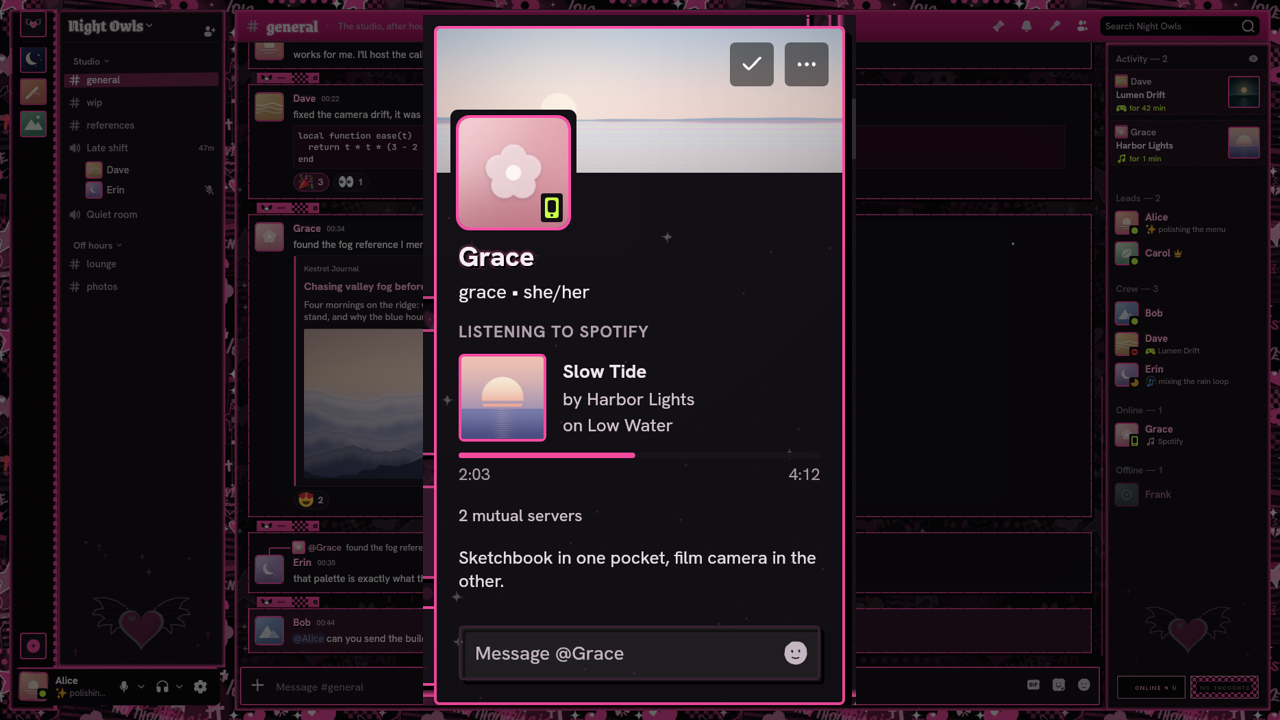 Night Owls
Studio
general
wip
references
Late shift 47m
Dave
Erin
Quiet room
Off hours
lounge
photos
Alice
polishin...
# general
The studio, after hou
Search Night Owls
works for me. I'll host the cal
Dave 00:22
fixed the camera drift, it was
local function ease(t)
return t * t * (3 - 2
end
3
1
Grace 00:34
found the fog reference I mer
Kestrel Journal
Chasing valley fog before
Four mornings on the ridge:
stand, and why the blue hour
2
@Grace found the fog refere
Erin 00:35
that palette is exactly what t
Bob 00:44
@Alice can you send the build
Message #general
GIF
Grace
grace ▪ she/her
LISTENING TO SPOTIFY
Slow Tide
by Harbor Lights
on Low Water
2:03 4:12
2 mutual servers
Sketchbook in one pocket, film camera in the
other.
Message @Grace
Activity — 2
Dave
Lumen Drift
for 42 min
Grace
Harbor Lights
for 1 min
Leads — 2
Alice
polishing the menu
Carol
Crew — 3
Bob
Dave
Lumen Drift
Erin
mixing the rain loop
Online — 1
Grace
Spotify
Offline — 1
Frank
ONLINE
NO THOUGHTS